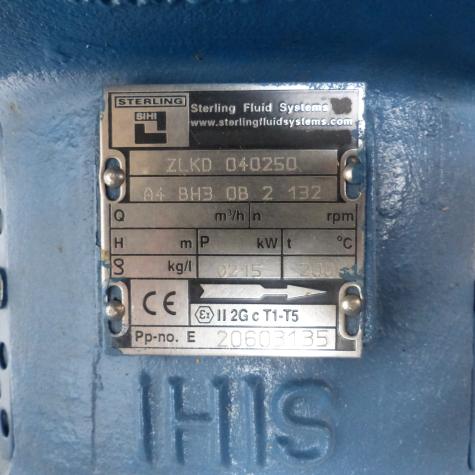 STERLING
SIHI
Sterling Fluid Systems
www.sterlingfluidsystems.com
ZLKD 040250
A4 BH3 0B 2 132
Q m³/h n rpm
H m P kW t °C
kg/l 0215 200
CE Ex II 2G c T1-T5
Pp-no. E 20603135
IHIS